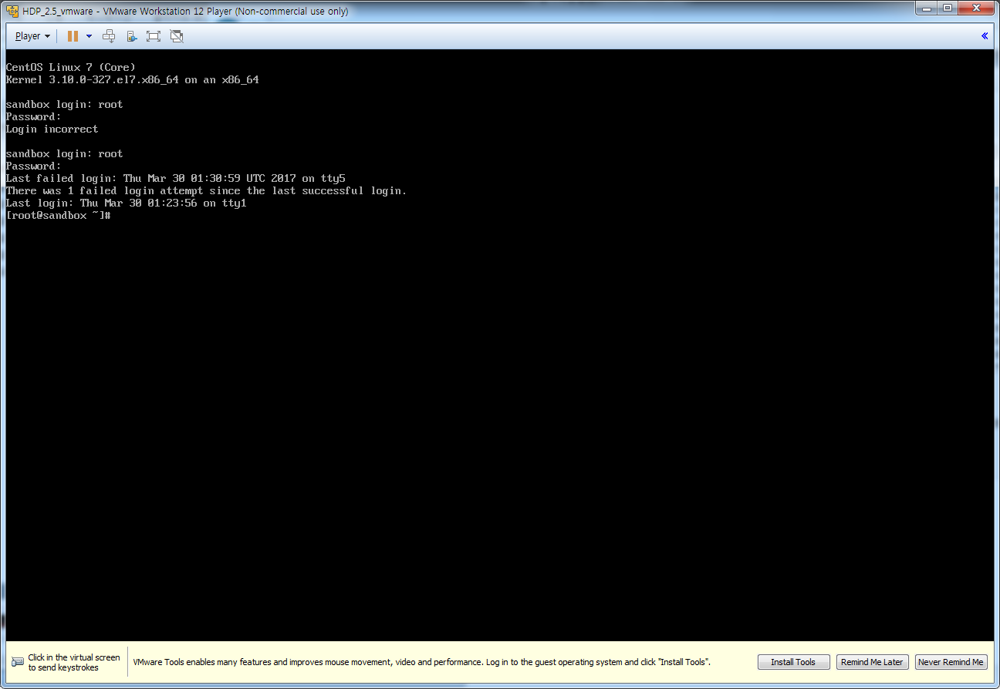 HDP_2.5_vmware - VMware Workstation 12 Player (Non-commercial use only)
Player
CentOS Linux 7 (Core)
Kernel 3.10.0-327.el7.x86_64 on an x86_64
sandbox login: root
Password:
Login incorrect
sandbox login: root
Password:
Last failed login: Thu Mar 30 01:30:59 UTC 2017 on tty5
There was 1 failed login attempt since the last successful login.
Last login: Thu Mar 30 01:23:56 on tty1
[root@sandbox ~]#
Click in the virtual screen
to send keystrokes
VMware Tools enables many features and improves mouse movement, video and performance. Log in to the guest operating system and click "Install Tools".
Install Tools
Remind Me Later
Never Remind Me